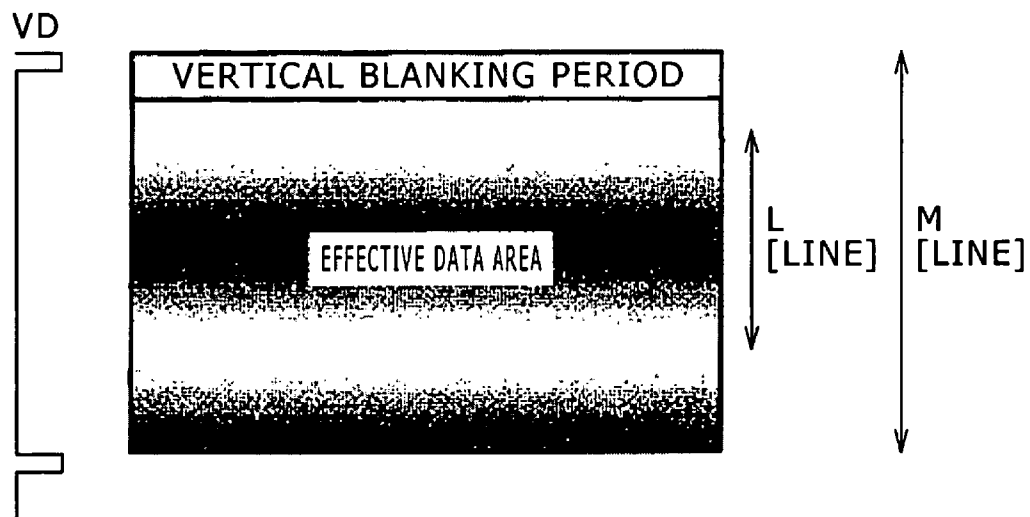 VD
VERTICAL BLANKING PERIOD
EFFECTIVE DATA AREA
L
[LINE]
M
[LINE]